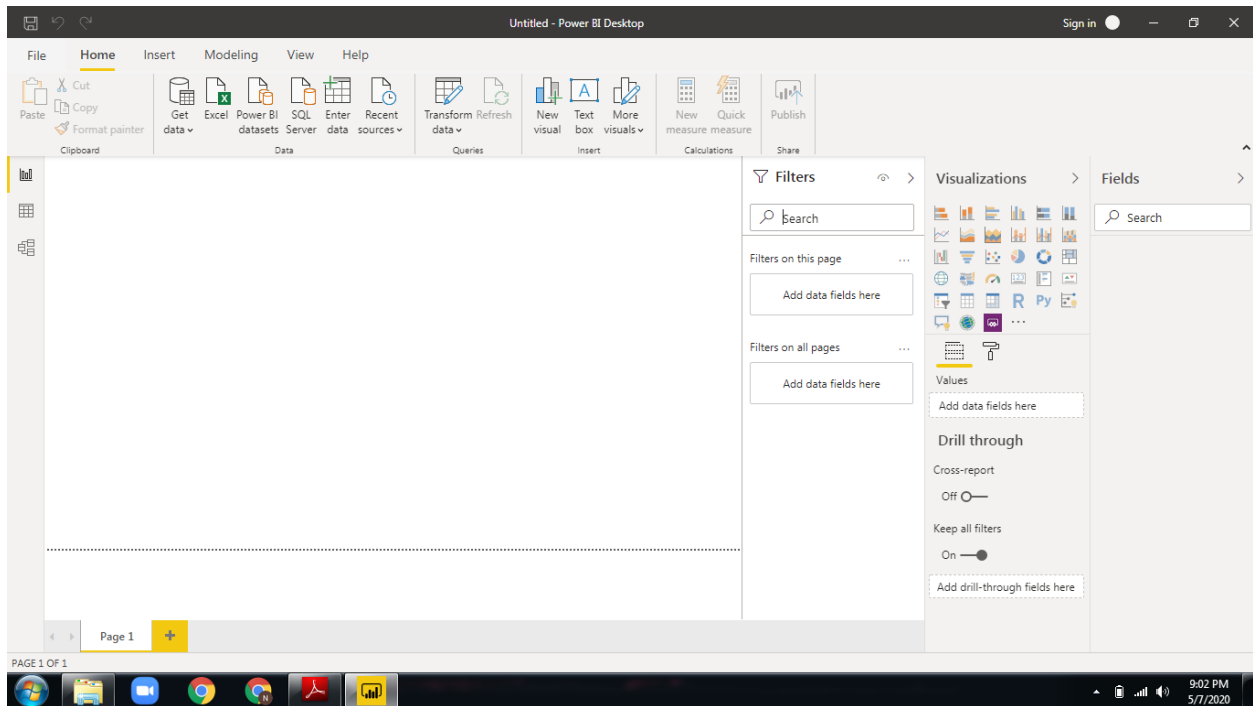 Untitled - Power BI Desktop
Sign in
File Home Insert Modeling View Help
Paste
Cut
Copy
Format painter
Clipboard
Get data
Excel
Power BI datasets
SQL Server
Enter data
Recent sources
Data
Transform data
Refresh
Queries
New visual
Text box
More visuals
Insert
New measure
Quick measure
Calculations
Publish
Share
Filters
Search
Filters on this page
Add data fields here
Filters on all pages
Add data fields here
Visualizations
R Py
Values
Add data fields here
Drill through
Cross-report
Off
Keep all filters
On
Add drill-through fields here
Fields
Search
Page 1
PAGE 1 OF 1
9:02 PM
5/7/2020